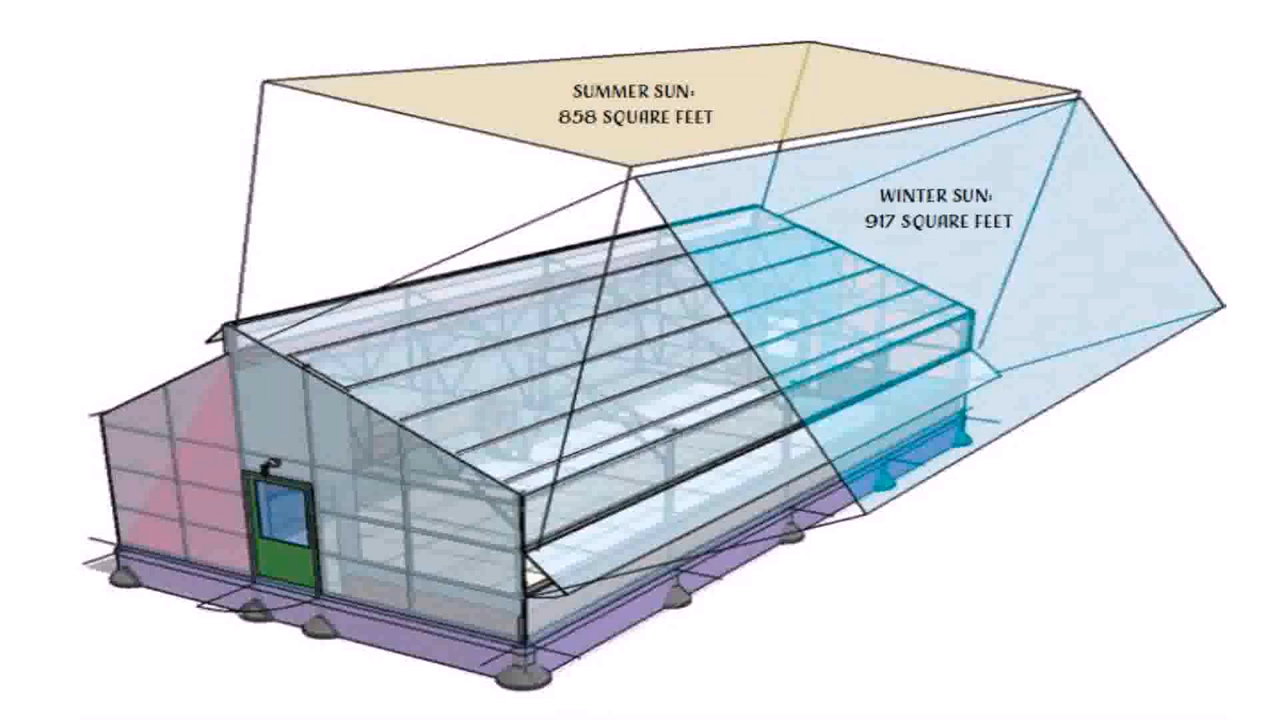 SUMMER SUN:
858 SQUARE FEET
WINTER SUN:
917 SQUARE FEET